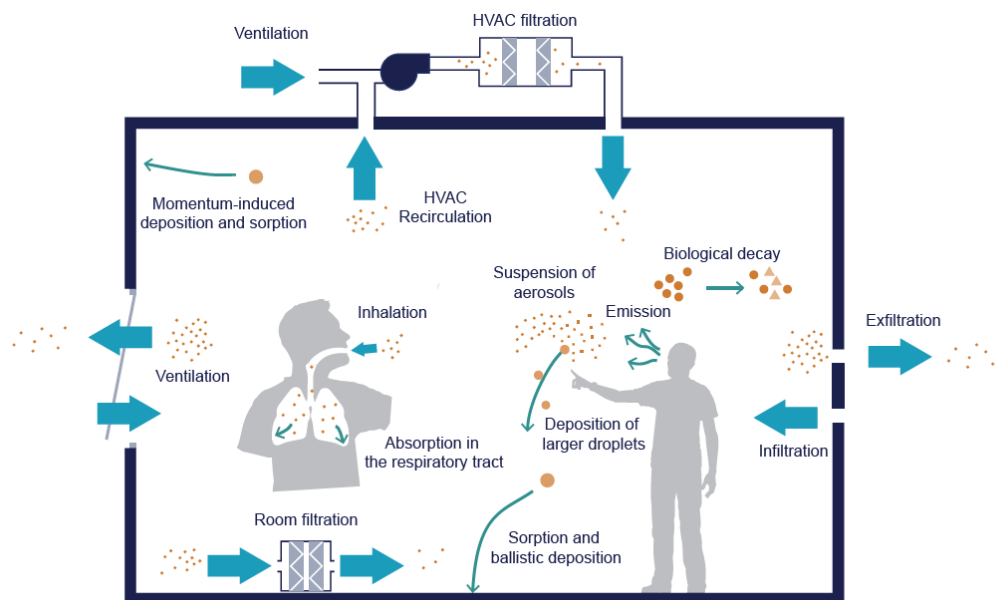 HVAC filtration
Ventilation
Momentum-induced
deposition and sorption
HVAC
Recirculation
Biological decay
Suspension of
aerosols
Emission
Inhalation
Exfiltration
Ventilation
Deposition of
larger droplets
Absorption in
the respiratory tract
Infiltration
Room filtration
Sorption and
ballistic deposition